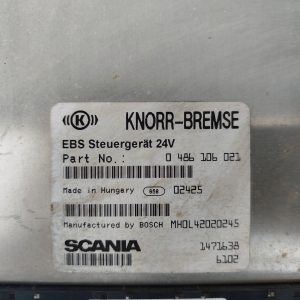 K KNORR-BREMSE
EBS Steuergerät 24V
Part No.: 0 486 106 021
Made in Hungary 656 02425
Manufactured by BOSCH MHDL42020245
SCANIA 1471638
6102